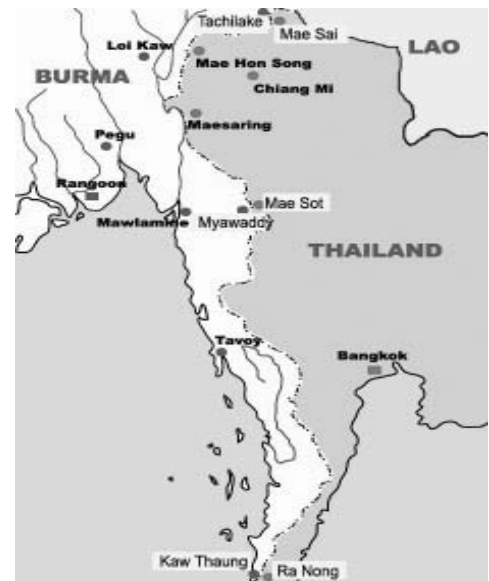 Tachilake
Mae Sai
Loi Kaw
LAO
Mae Hon Song
BURMA
Chiang Mi
Maesaring
Pegu
Rangoon
Mae Sot
Mawlamine
Myawaddy
THAILAND
Tavoy
Bangkok
Kaw Thaung
Ra Nong